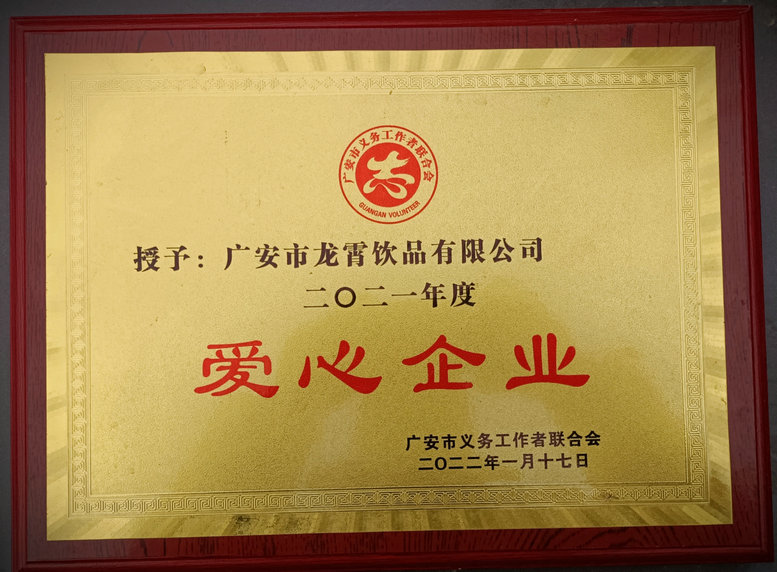 广安市义务工作者联合会
GUANGAN VOLUNTEER
授予：广安市龙霄饮品有限公司
二〇二一年度
爱心企业
广安市义务工作者联合会
二〇二二年一月十七日